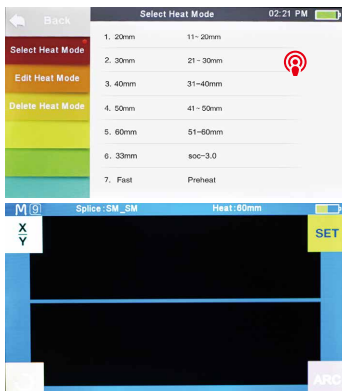 Back
Select Heat Mode
02:21 PM
Select Heat Mode
Edit Heat Mode
Delete Heat Mode
1. 20mm 11~ 20mm
2. 30mm 21~ 30mm
3. 40mm 31~40mm
4. 50mm 41~ 50mm
5. 60mm 51~60mm
6. 33mm soc-3.0
7. Fast Preheat
M 9 Splice:SM_SM Heat:60mm
X
Y
SET
ARC